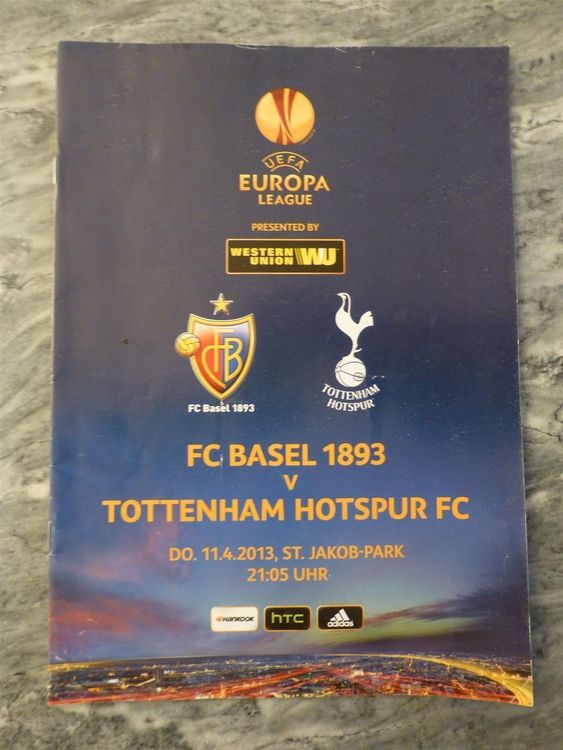 UEFA
EUROPA
LEAGUE
PRESENTED BY
WESTERN
UNION WU
FCB
FC Basel 1893
TOTTENHAM
HOTSPUR
FC BASEL 1893
V
TOTTENHAM HOTSPUR FC
DO. 11.4.2013, ST. JAKOB-PARK
21:05 UHR
HANKOOK hTC adidas